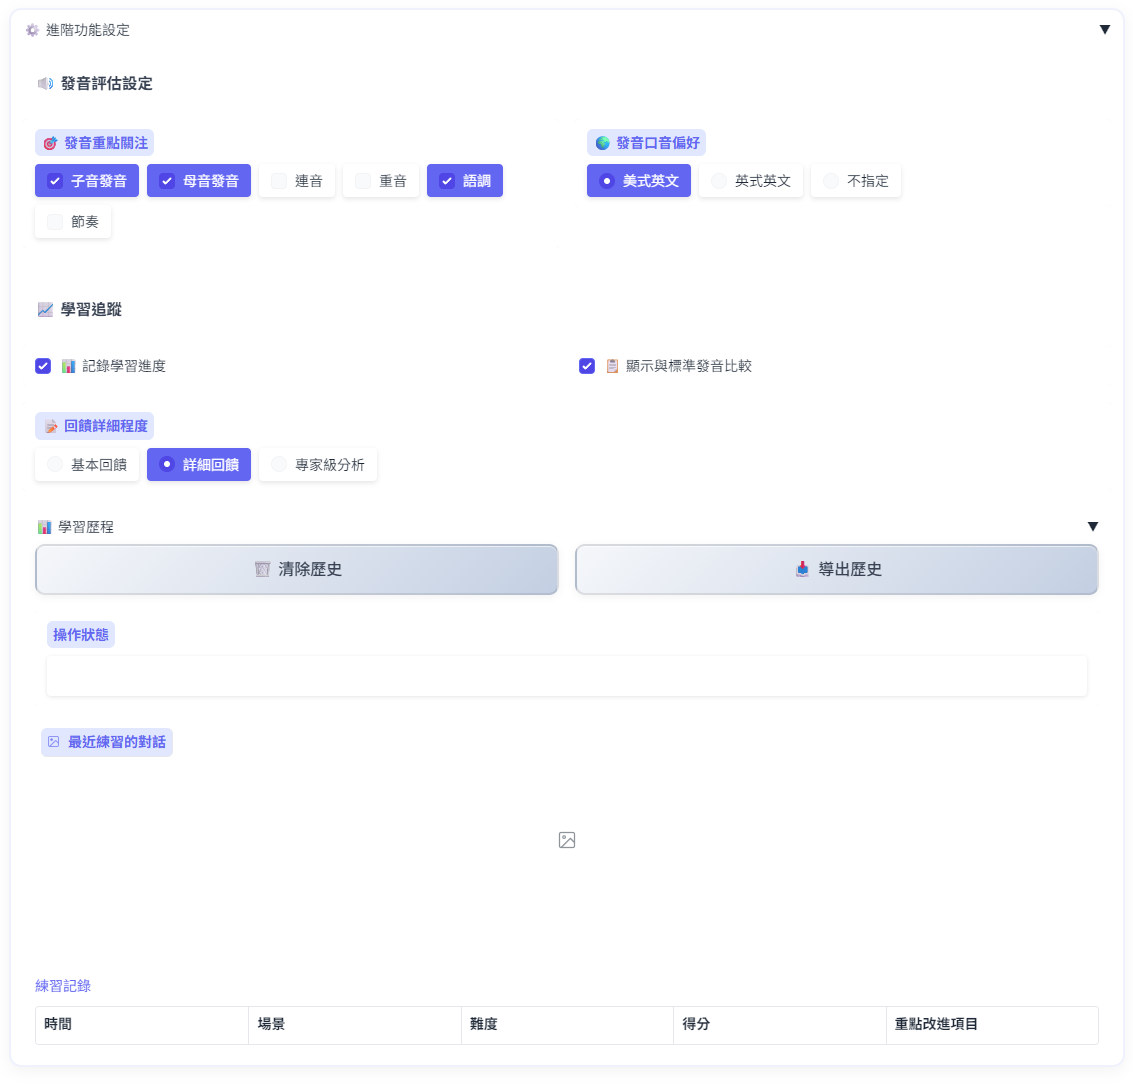 進階功能設定
發音評估設定
發音重點關注
子音發音 母音發音 連音 重音 語調
節奏
發音口音偏好
美式英文 英式英文 不指定
學習追蹤
記錄學習進度
顯示與標準發音比較
回饋詳細程度
基本回饋 詳細回饋 專家級分析
學習歷程
清除歷史
導出歷史
操作狀態
最近練習的對話
練習記錄
時間 場景 難度 得分 重點改進項目